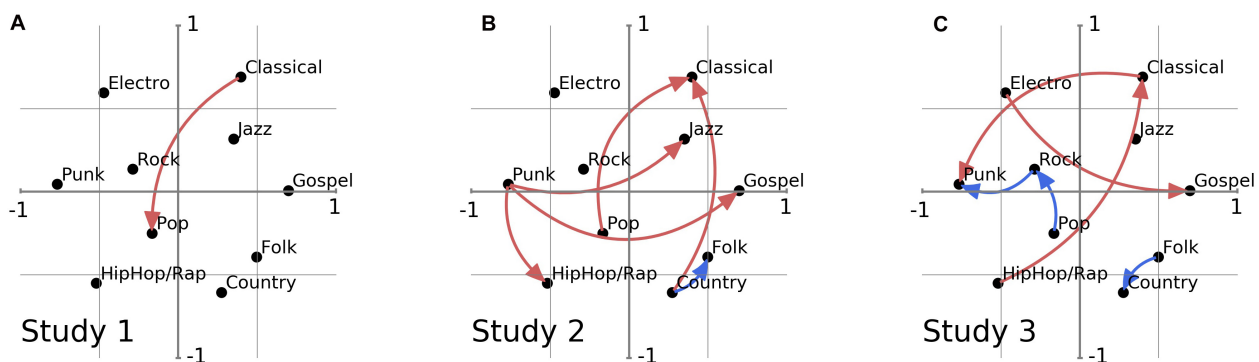 A
1
Classical
Electro
Jazz
Rock
Punk
Gospel
-1
1
Pop
Folk
HipHop/Rap
Country
Study 1
-1
B
1
Classical
Electro
Jazz
Rock
Punk
Gospel
-1
1
Pop
Folk
HipHop/Rap
Country
Study 2
-1
C
1
Classical
Electro
Jazz
Rock
Punk
Gospel
-1
1
Pop
Folk
HipHop/Rap
Country
Study 3
-1